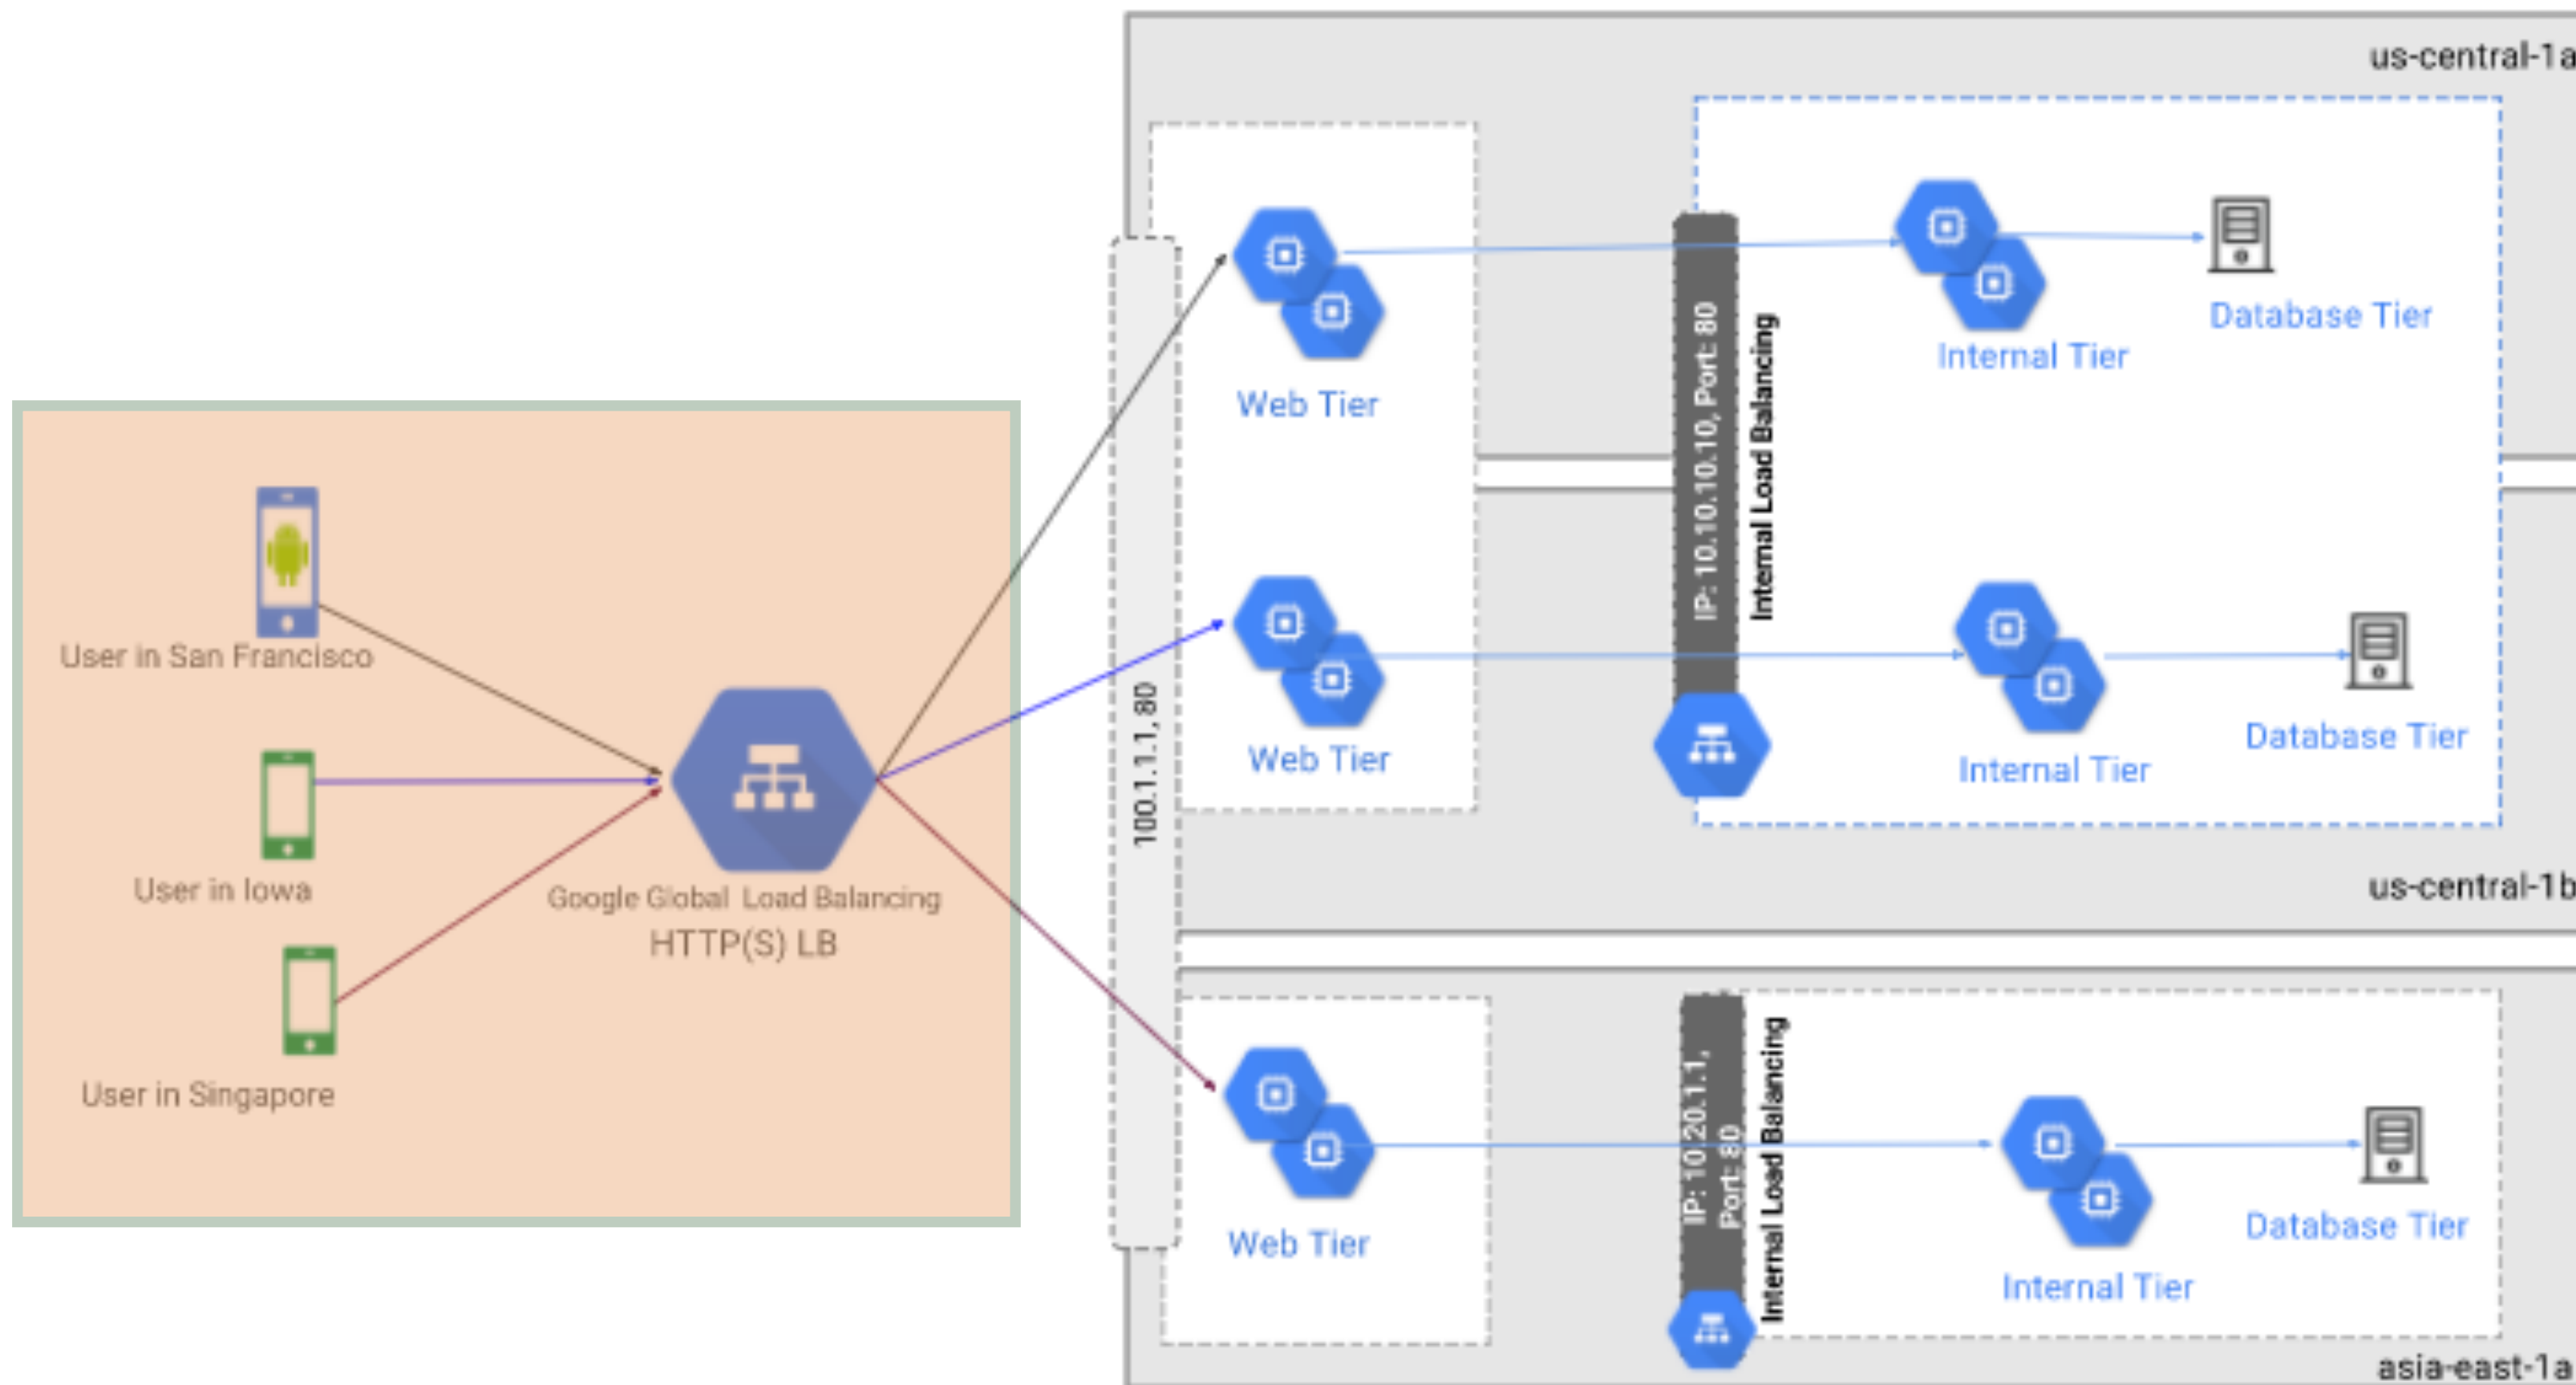 us-central-1a
Web Tier
IP: 10.10.10.10, Port: 80
Internal Load Balancing
Internal Tier
Database Tier
User in San Francisco
User in Iowa
User in Singapore
Google Global Load Balancing
HTTP(S) LB
100.1.1.1, 80
Web Tier
Internal Tier
Database Tier
us-central-1b
Web Tier
IP: 10.20.1.1,
Port: 80
Internal Load Balancing
Internal Tier
Database Tier
asia-east-1a